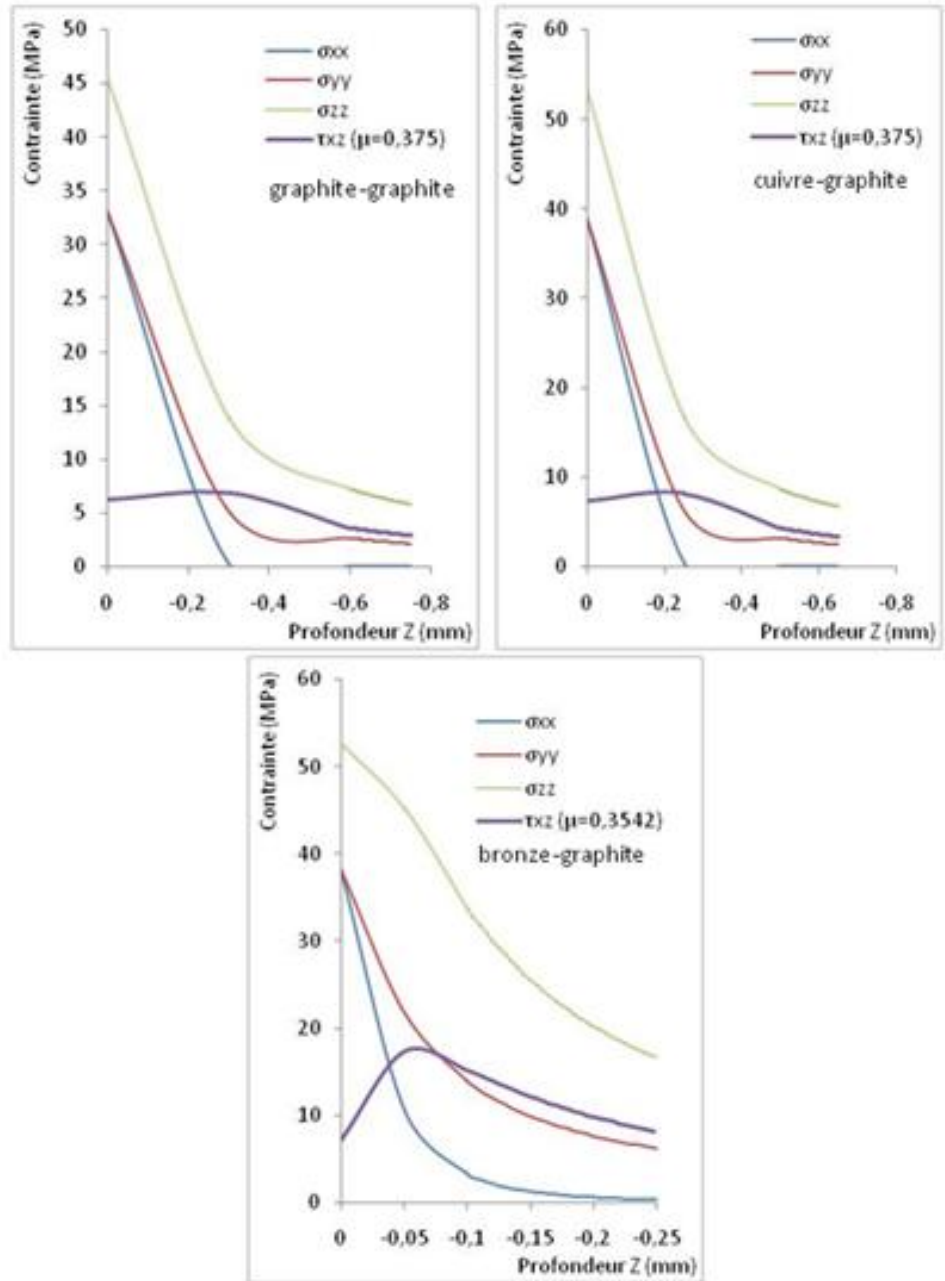 Contrainte (MPa)
50
45
40
35
30
25
20
15
10
5
0
σxx
σyy
σzz
τxz (μ=0,375)
graphite-graphite
0
-0,2
-0,4
-0,6
-0,8
Profondeur Z (mm)
Contrainte (MPa)
60
50
40
30
20
10
0
σxx
σyy
σzz
τxz (μ=0,375)
cuivre-graphite
0
-0,2
-0,4
-0,6
-0,8
Profondeur Z (mm)
Contrainte (MPa)
60
50
40
30
20
10
0
σxx
σyy
σzz
τxz (μ=0,3542)
bronze-graphite
0
-0,05
-0,1
-0,15
-0,2
-0,25
Profondeur Z (mm)